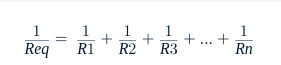 1/Req = 1/R1 + 1/R2 + 1/R3 + ... + 1/Rn